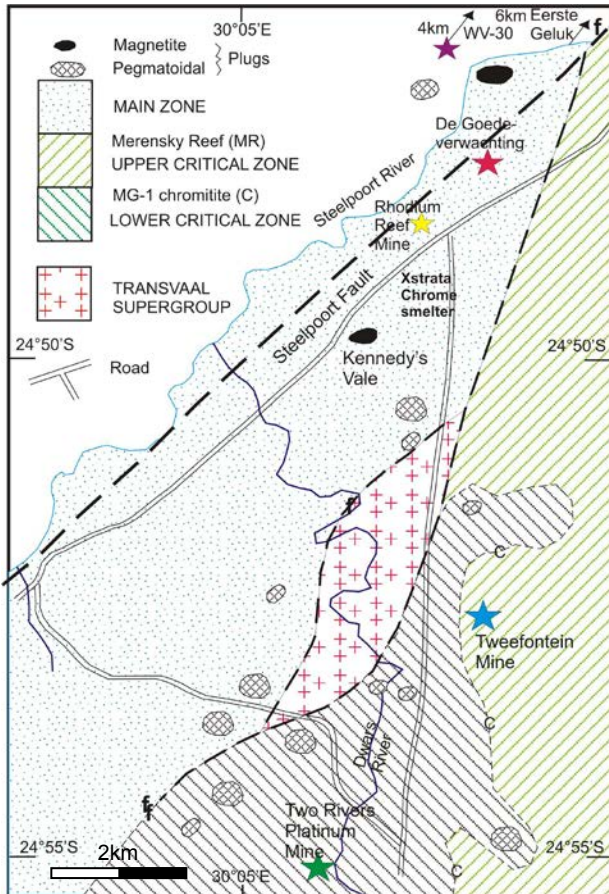 30°05'E
6km
Eerste
4km
WV-30
Geluk
f
Magnetite
Pegmatoidal
Plugs
MAIN ZONE
De Goede-
verwachting
Merensky Reef (MR)
UPPER CRITICAL ZONE
Steelpoort River
MG-1 chromitite (C)
LOWER CRITICAL ZONE
Rhodium
Reef
Mine
TRANSVAAL
SUPERGROUP
Steelpoort Fault
Xstrata
Chrome
smelter
24°50'S
24°50'S
Road
Kennedy's
Vale
f
C
C
Tweefontein
Mine
C
Dwars
River
f
f
Two Rivers
Platinum
Mine
24°55'S
24°55'S
2km
C
30°05'E